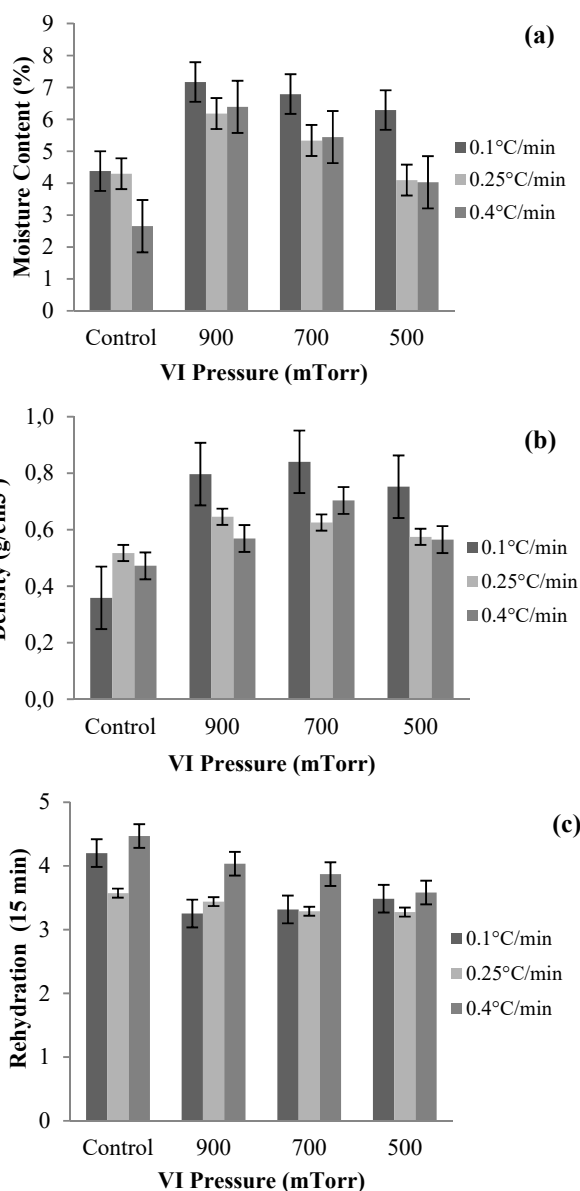 (a)
9
8
7
6
5
4
3
2
1
0
Moisture Content (%)
Control 900 700 500
VI Pressure (mTorr)
0.1°C/min
0.25°C/min
0.4°C/min
(b)
1,0
0,8
0,6
0,4
0,2
0,0
Density (g/cm3 )
Control 900 700 500
VI Pressure (mTorr)
0.1°C/min
0.25°C/min
0.4°C/min
(c)
5
4
3
2
1
0
Rehydration (15 min)
Control 900 700 500
VI Pressure (mTorr)
0.1°C/min
0.25°C/min
0.4°C/min